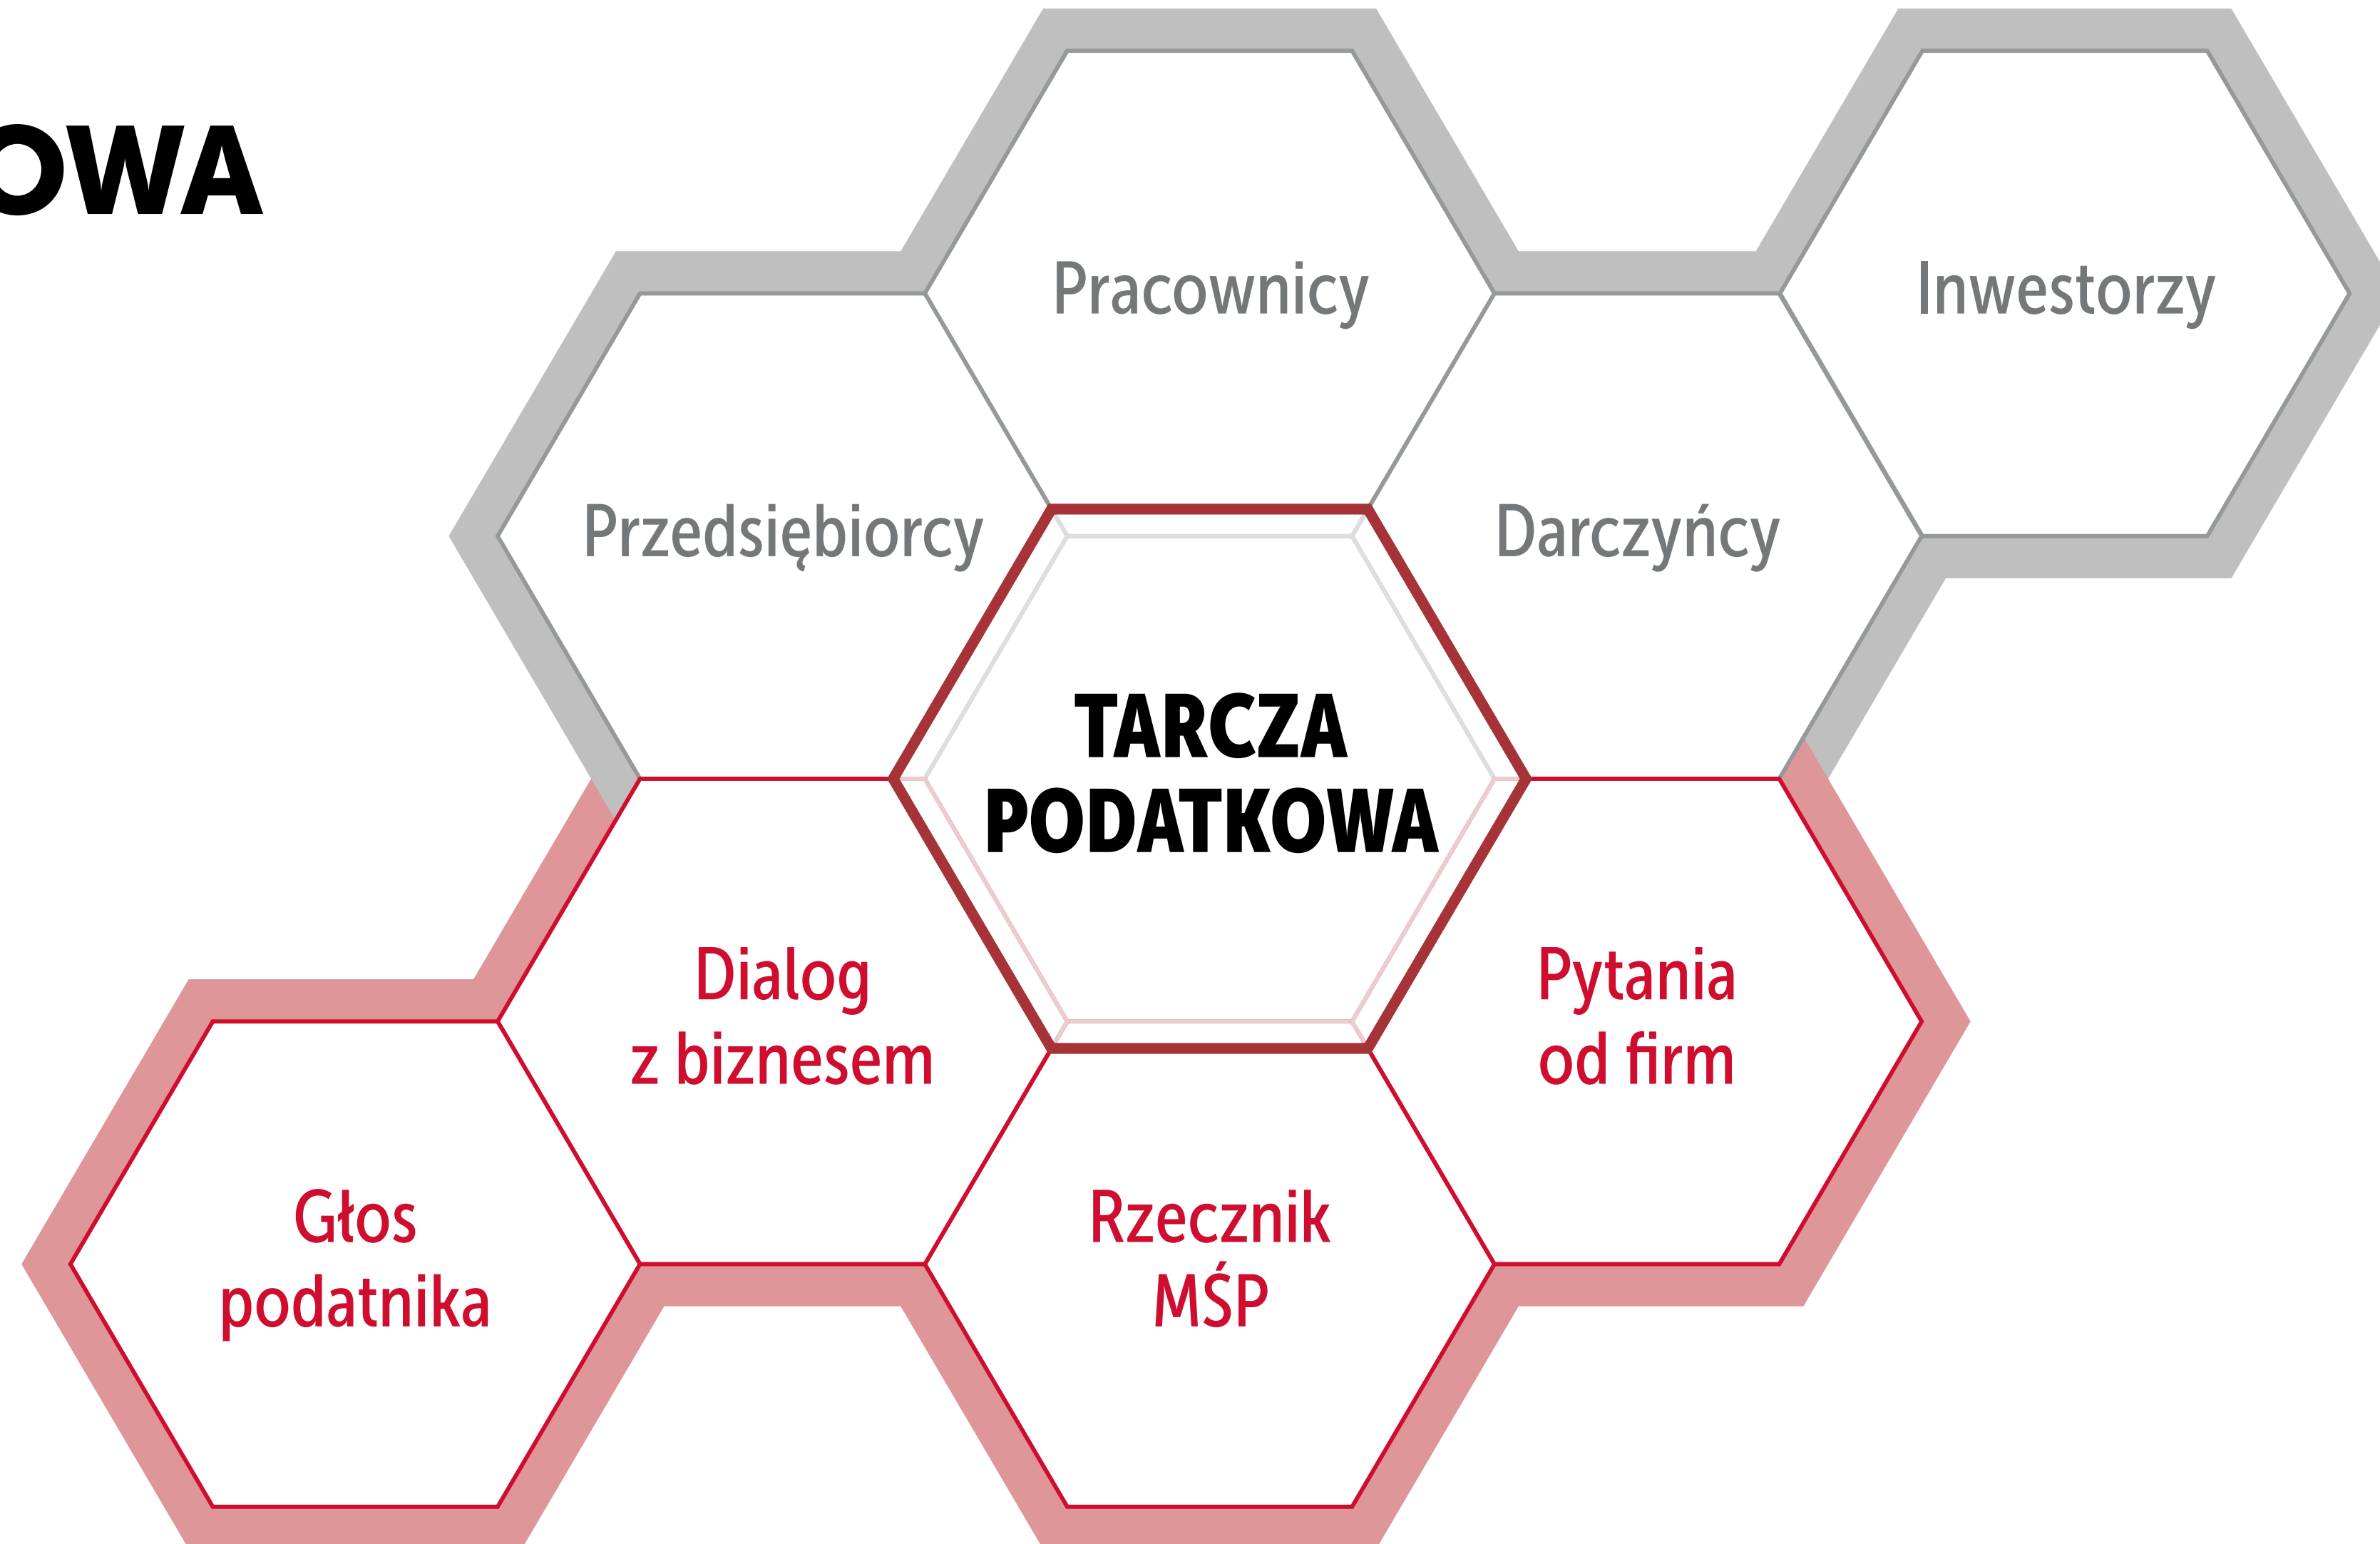 OWA
Pracownicy
Inwestorzy
Przedsiębiorcy
Darczyńcy
TARCZA
PODATKOWA
Dialog
z biznesem
Pytania
od firm
Głos
podatnika
Rzecznik
MŚP